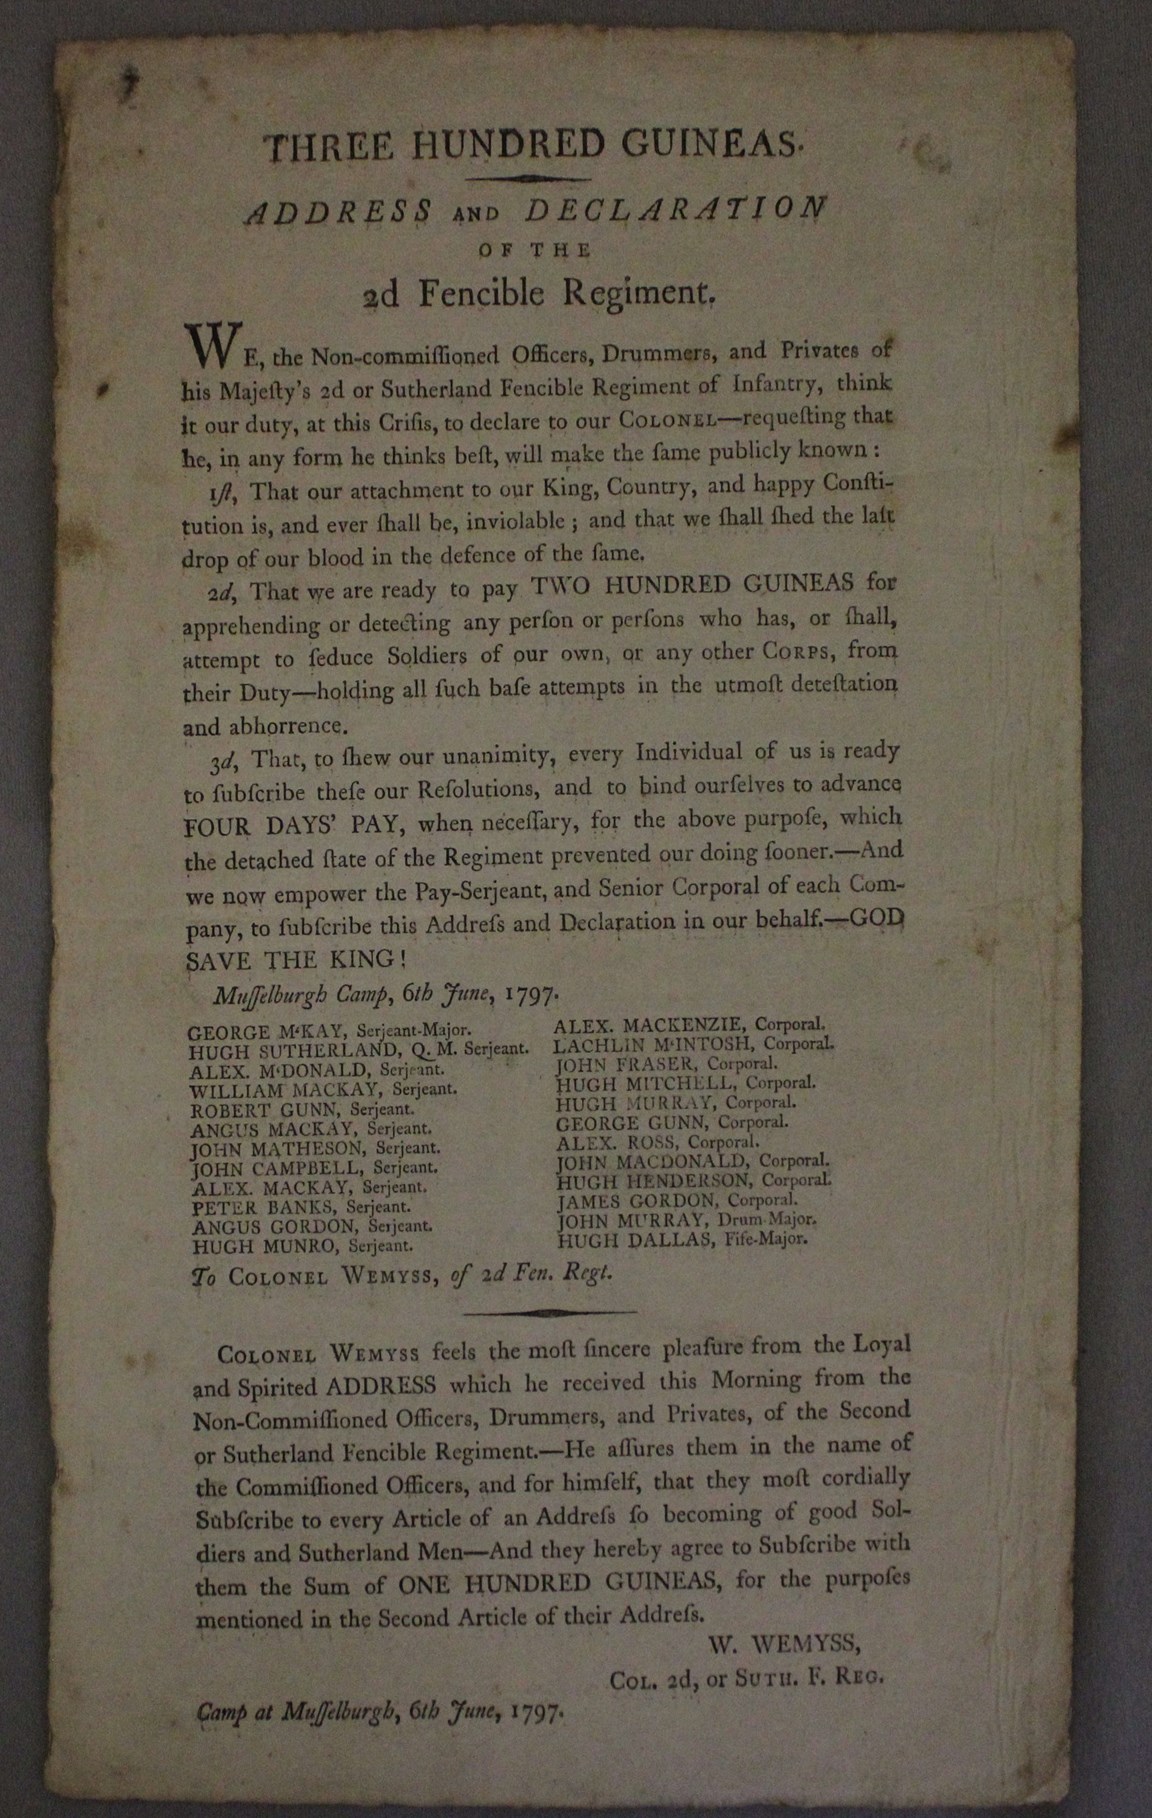 THREE HUNDRED GUINEAS.
ADDRESS AND DECLARATION
OF THE
2d Fencible Regiment.
WE, the Non-commiſſioned Officers, Drummers, and Privates of
his Majeſty's 2d or Sutherland Fencible Regiment of Infantry, think
it our duty, at this Criſis, to declare to our COLONEL—requeſting that
he, in any form he thinks beſt, will make the ſame publicly known :
1ſt, That our attachment to our King, Country, and happy Conſti-
tution is, and ever ſhall be, inviolable ; and that we ſhall ſhed the laſt
drop of our blood in the defence of the ſame.
2d, That we are ready to pay TWO HUNDRED GUINEAS for
apprehending or detecting any perſon or perſons who has, or ſhall,
attempt to ſeduce Soldiers of our own, or any other CORPS, from
their Duty—holding all ſuch baſe attempts in the utmoſt deteſtation
and abhorrence.
3d, That, to ſhew our unanimity, every Individual of us is ready
to ſubſcribe theſe our Reſolutions, and to bind ourſelves to advance
FOUR DAYS' PAY, when neceſſary, for the above purpoſe, which
the detached ſtate of the Regiment prevented our doing ſooner.—And
we now empower the Pay-Serjeant, and Senior Corporal of each Com-
pany, to ſubſcribe this Addreſs and Declaration in our behalf.—GOD
SAVE THE KING!
Muſſelburgh Camp, 6th June, 1797.
GEORGE M'KAY, Serjeant-Major.
HUGH SUTHERLAND, Q. M. Serjeant.
ALEX. M'DONALD, Serjeant.
WILLIAM MACKAY, Serjeant.
ROBERT GUNN, Serjeant.
ANGUS MACKAY, Serjeant.
JOHN MATHESON, Serjeant.
JOHN CAMPBELL, Serjeant.
ALEX. MACKAY, Serjeant.
PETER BANKS, Serjeant.
ANGUS GORDON, Serjeant.
HUGH MUNRO, Serjeant.
ALEX. MACKENZIE, Corporal.
LACHLIN M'INTOSH, Corporal.
JOHN FRASER, Corporal.
HUGH MITCHELL, Corporal.
HUGH MURRAY, Corporal.
GEORGE GUNN, Corporal.
ALEX. ROSS, Corporal.
JOHN MACDONALD, Corporal.
HUGH HENDERSON, Corporal.
JAMES GORDON, Corporal.
JOHN MURRAY, Drum-Major.
HUGH DALLAS, Fife-Major.
To COLONEL WEMYSS, of 2d Fen. Regt.
COLONEL WEMYSS feels the moſt ſincere pleaſure from the Loyal
and Spirited ADDRESS which he received this Morning from the
Non-Commiſſioned Officers, Drummers, and Privates, of the Second
or Sutherland Fencible Regiment.—He aſſures them in the name of
the Commiſſioned Officers, and for himſelf, that they moſt cordially
Subſcribe to every Article of an Addreſs ſo becoming of good Sol-
diers and Sutherland Men—And they hereby agree to Subſcribe with
them the Sum of ONE HUNDRED GUINEAS, for the purpoſes
mentioned in the Second Article of their Addreſs.
W. WEMYSS,
COL. 2d, or SUTH. F. REG.
Camp at Muſſelburgh, 6th June, 1797.